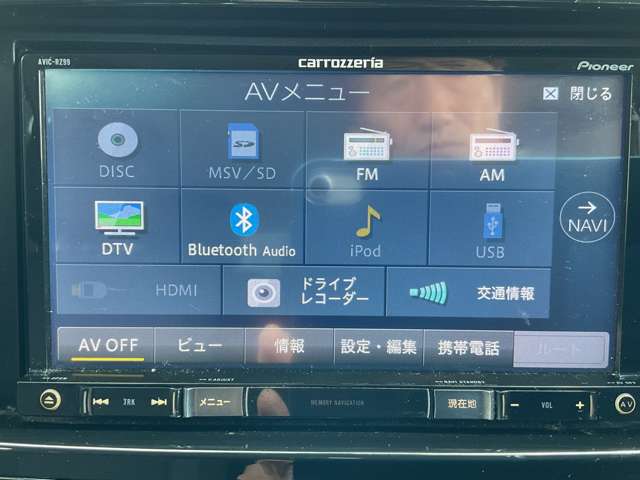 AVIC-RZ99
carrozzeria
Pioneer
AVメニュー
閉じる
DISC
MSV/SD
FM
AM
DTV
Bluetooth Audio
iPod
USB
NAVI
HDMI
ドライブ
レコーダー
交通情報
AV OFF
ビュー
情報
設定・編集
携帯電話
ルート
TRK
メニュー
MEMORY NAVIGATION
現在地
VOL
AV